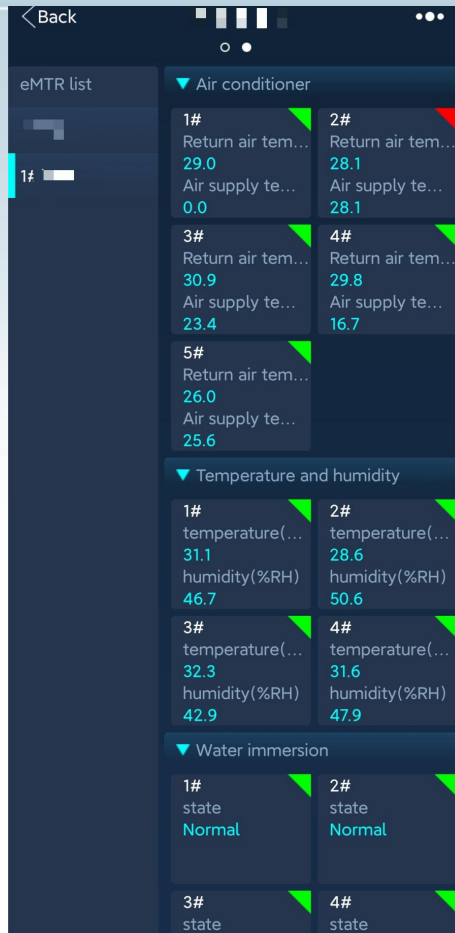 Back
eMTR list
1#
Air conditioner
1#
Return air tem...
29.0
Air supply te...
0.0
2#
Return air tem...
28.1
Air supply te...
28.1
3#
Return air tem...
30.9
Air supply te...
23.4
4#
Return air tem...
29.8
Air supply te...
16.7
5#
Return air tem...
26.0
Air supply te...
25.6
Temperature and humidity
1#
temperature(...
31.1
humidity(%RH)
46.7
2#
temperature(...
28.6
humidity(%RH)
50.6
3#
temperature(...
32.3
humidity(%RH)
42.9
4#
temperature(...
31.6
humidity(%RH)
47.9
Water immersion
1#
state
Normal
2#
state
Normal
3#
state
4#
state